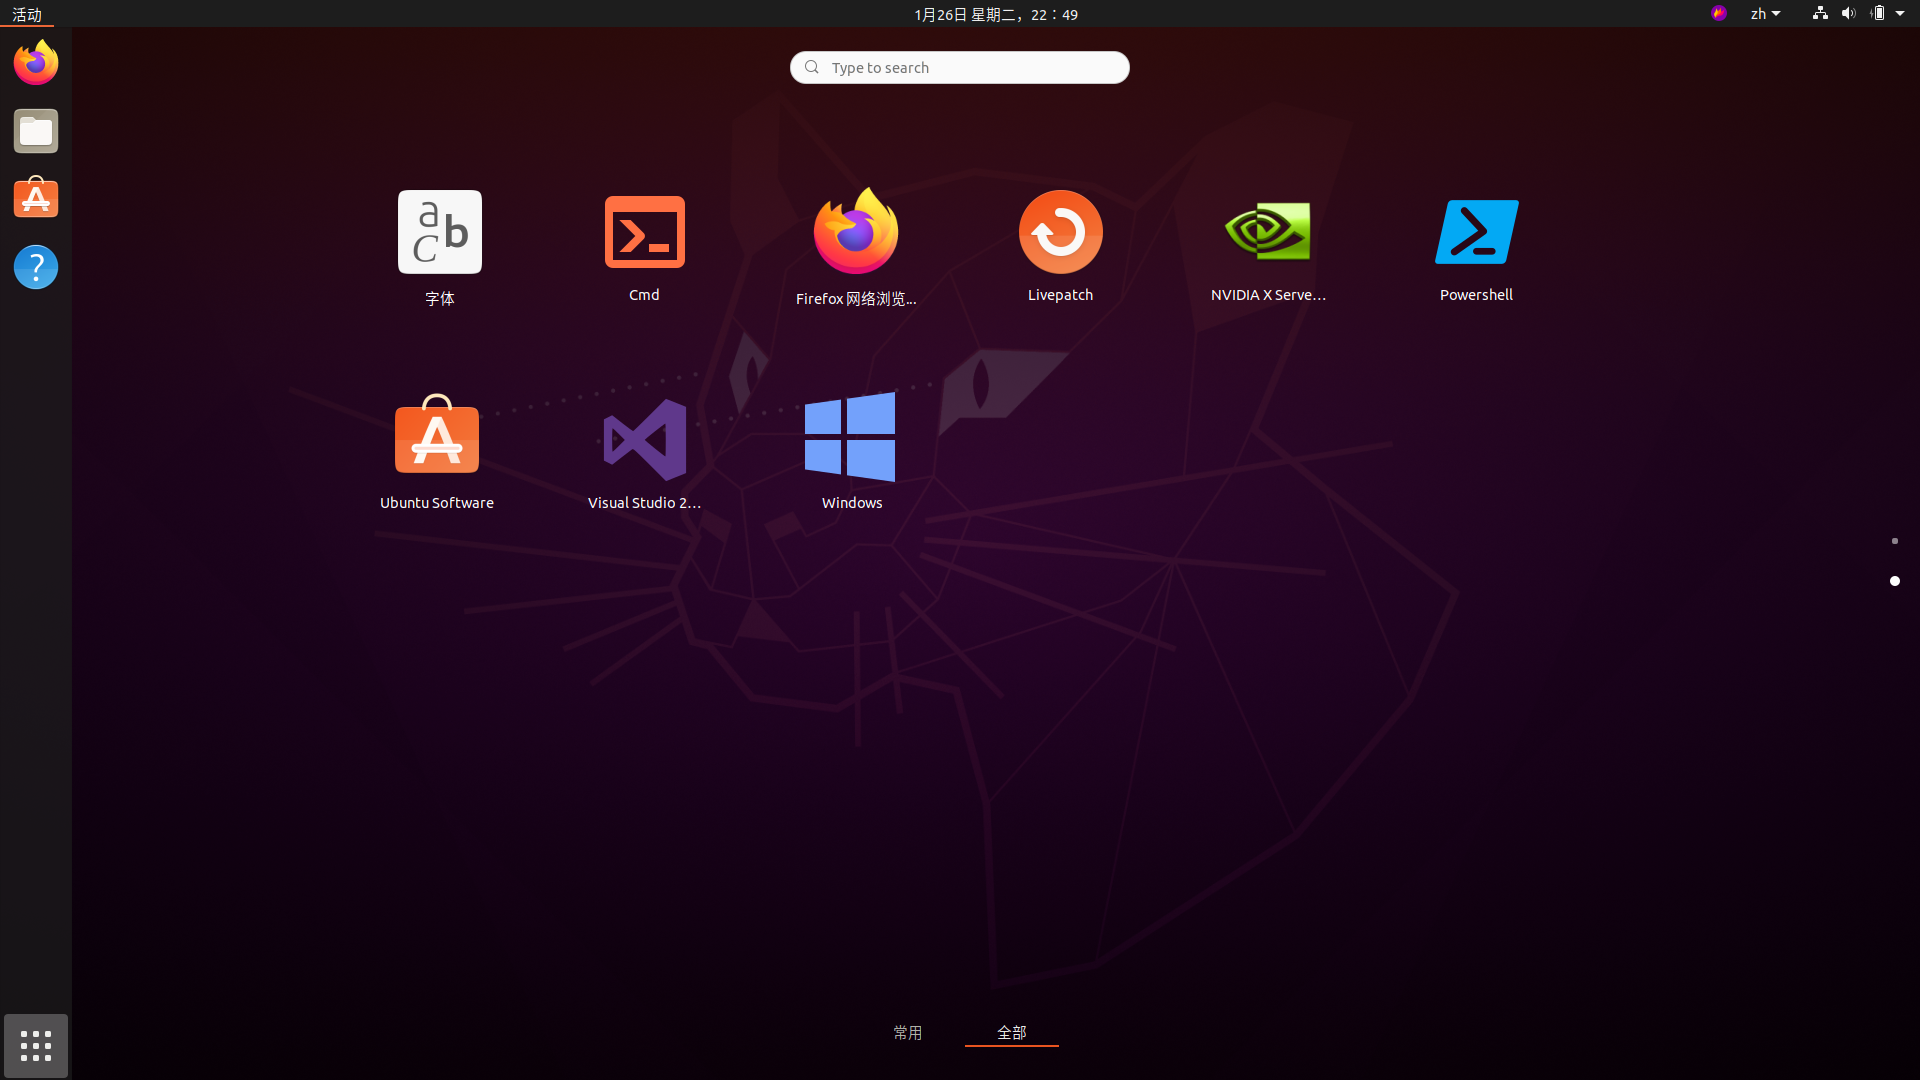 活动
1月26日 星期二，22：49
zh
Type to search
字体
Cmd
Firefox 网络浏览...
Livepatch
NVIDIA X Serve...
Powershell
Ubuntu Software
Visual Studio 2...
Windows
常用
全部